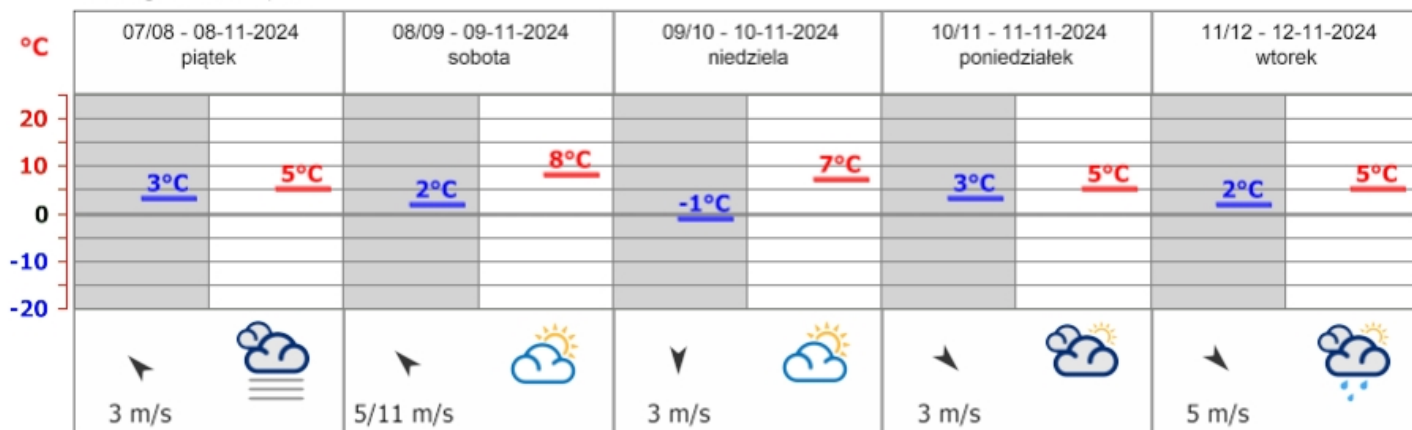 °C
07/08 - 08-11-2024
piątek
08/09 - 09-11-2024
sobota
09/10 - 10-11-2024
niedziela
10/11 - 11-11-2024
poniedziałek
11/12 - 12-11-2024
wtorek
20
10
0
-10
-20
3°C
5°C
2°C
8°C
-1°C
7°C
3°C
5°C
2°C
5°C
3 m/s
5/11 m/s
3 m/s
3 m/s
5 m/s